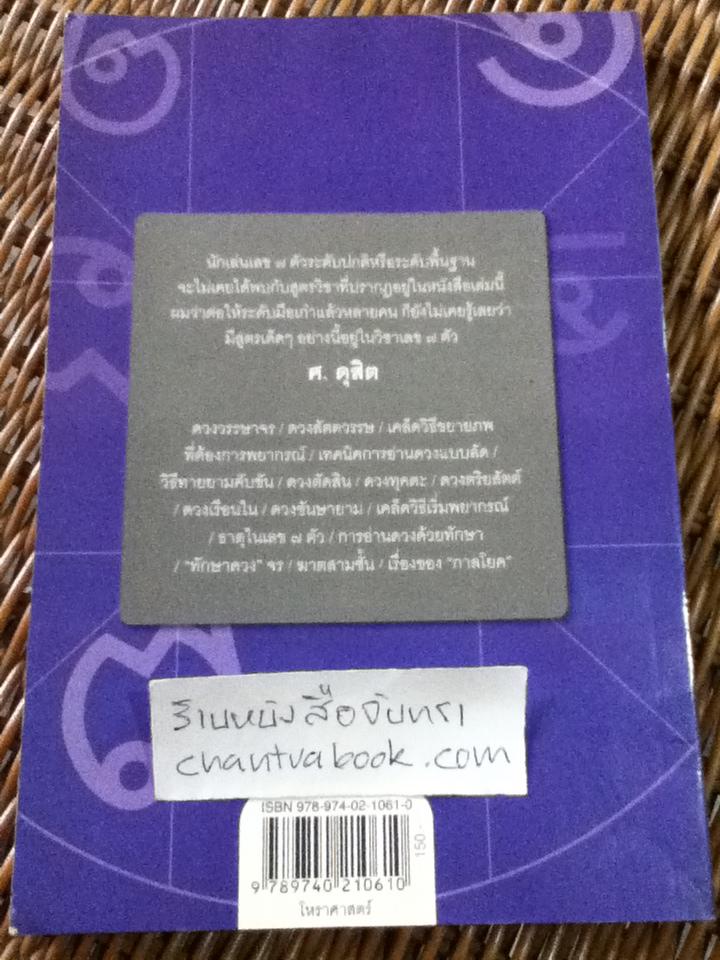 นักเล่นเลข ๗ ตัวระดับปกติหรือระดับพื้นฐาน
จะไม่เคยได้พบกับสูตรวิชาที่ปรากฏอยู่ในหนังสือเล่มนี้
ผมว่าต่อให้ระดับมือเก๋าแล้วหลายคน ก็ยังไม่เคยรู้เลยว่า
มีสูตรเด็ดๆ อย่างนี้อยู่ในวิชาเลข ๗ ตัว
ศ. ดุสิต
ดวงวรรษาจร / ดวงสัตตวรรษ / เคล็ดวิธีขยายภพ
ที่ต้องการพยากรณ์ / เทคนิคการอ่านดวงแบบลัด /
วิธีทายยามคับขัน / ดวงตัดสิน / ดวงทุคตะ / ดวงตรียสัตต์
/ ดวงเรือนใน / ดวงชันษายาม / เคล็ดวิธีเริ่มพยากรณ์
/ ธาตุในเลข ๗ ตัว / การอ่านดวงด้วยทักษา
/ "ทักษาดวง" จร / ฆาตสามชั้น / เรื่องของ "กาลโยค"
ร้านหนังสือจันทรา
chantrabook.com
ISBN 978-974-02-1061-0
150.-
9 789740 210610
โหราศาสตร์